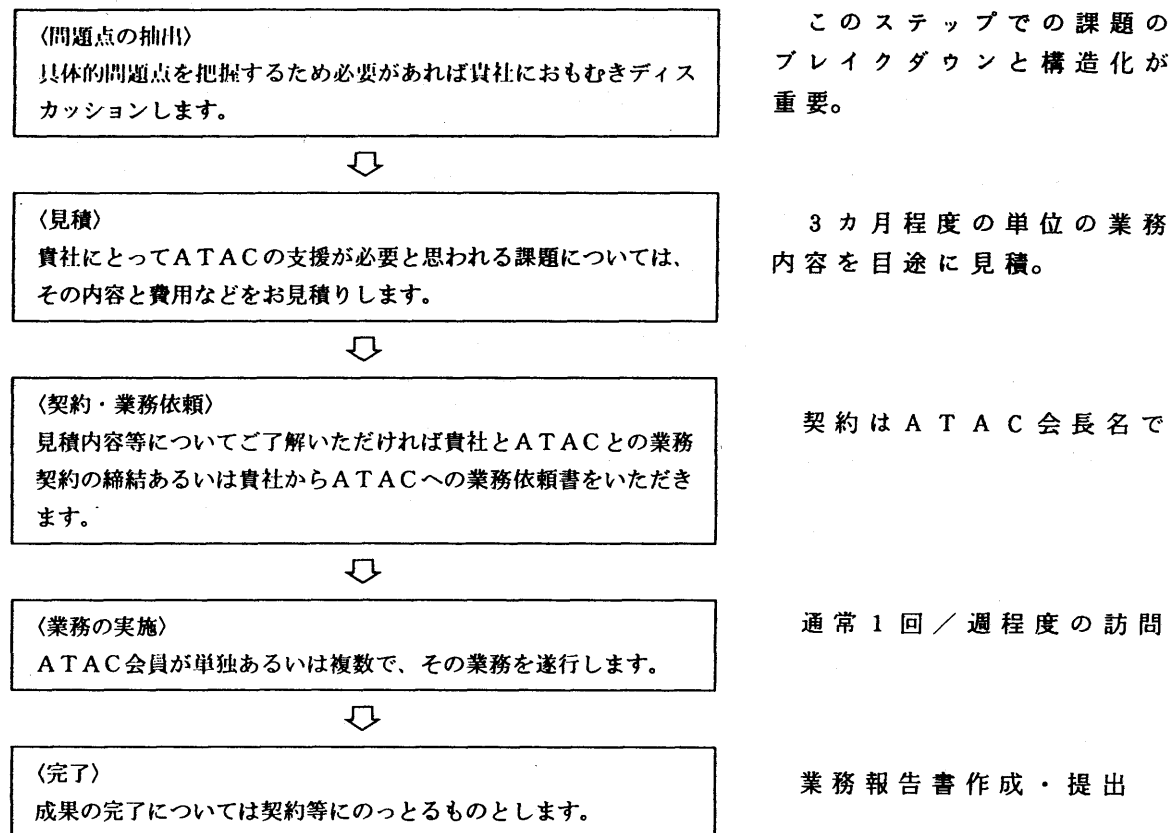 〈問題点の抽出〉
具体的問題点を把握するため必要があれば貴社におもむきディス
カッションします。
このステップでの課題の
ブレイクダウンと構造化が
重要。
〈見積〉
貴社にとってＡＴＡＣの支援が必要と思われる課題については、
その内容と費用などをお見積りします。
３カ月程度の単位の業務
内容を目途に見積。
〈契約・業務依頼〉
見積内容等についてご了解いただければ貴社とＡＴＡＣとの業務
契約の締結あるいは貴社からＡＴＡＣへの業務依頼書をいただき
ます。
契約はＡＴＡＣ会長名で
〈業務の実施〉
ＡＴＡＣ会員が単独あるいは複数で、その業務を遂行します。
通常１回／週程度の訪問
〈完了〉
成果の完了については契約等にのっとるものとします。
業務報告書作成・提出